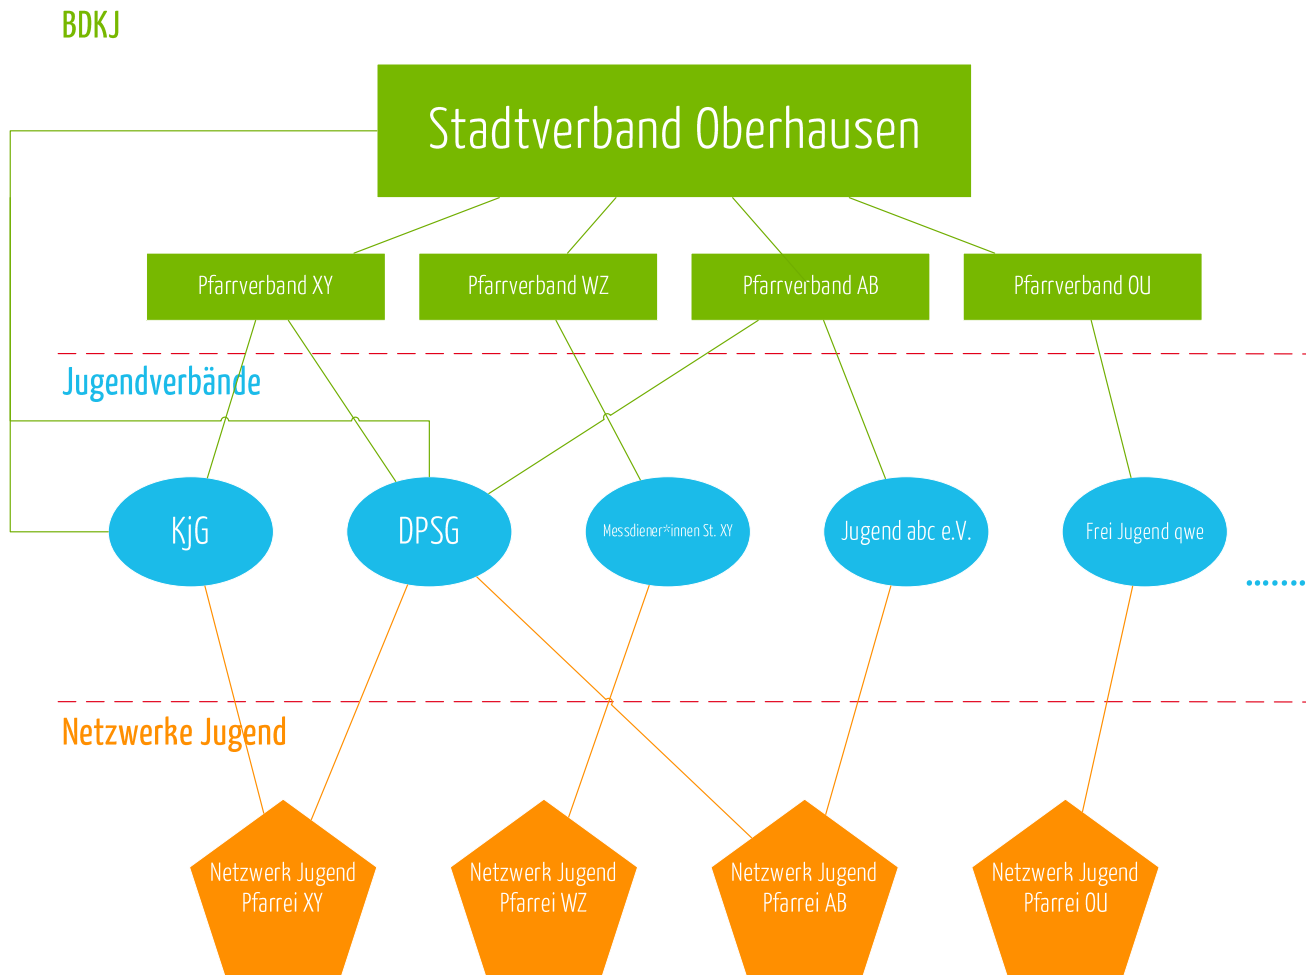 BDKJ
Stadtverband Oberhausen
Pfarrverband XY
Pfarrverband WZ
Pfarrverband AB
Pfarrverband OU
Jugendverbände
KjG
DPSG
Messdiener*innen St. XY
Jugend abc e.V.
Frei Jugend qwe
Netzwerke Jugend
Netzwerk Jugend
Pfarrei XY
Netzwerk Jugend
Pfarrei WZ
Netzwerk Jugend
Pfarrei AB
Netzwerk Jugend
Pfarrei OU